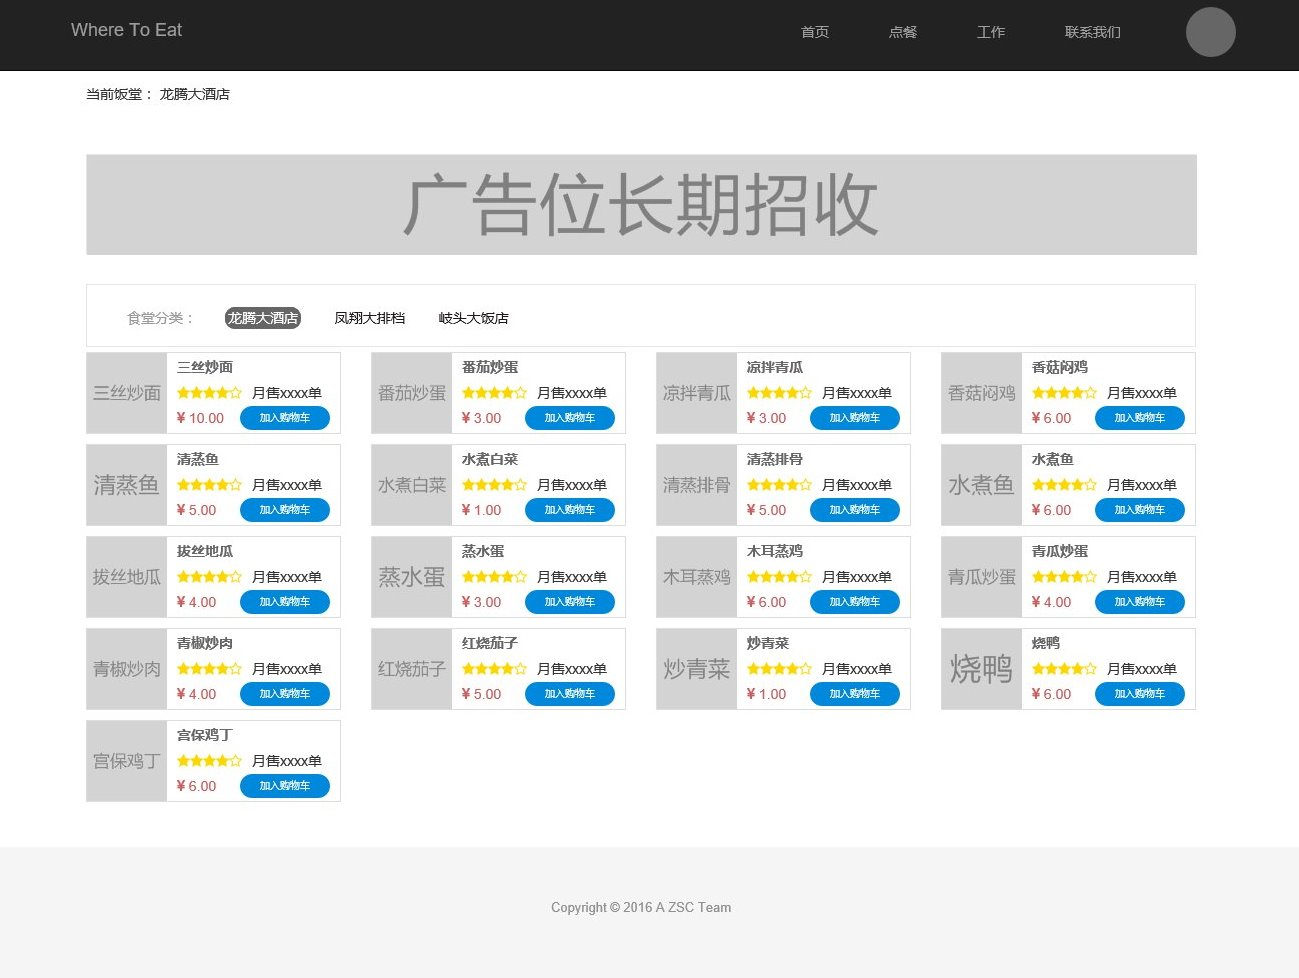 Where To Eat 首页 点餐 工作 联系我们
当前饭堂： 龙腾大酒店
广告位长期招收
食堂分类： 龙腾大酒店 凤翔大排档 岐头大饭店
三丝炒面
三丝炒面
月售xxxx单
¥ 10.00 加入购物车
番茄炒蛋
番茄炒蛋
月售xxxx单
¥ 3.00 加入购物车
凉拌青瓜
凉拌青瓜
月售xxxx单
¥ 3.00 加入购物车
香菇闷鸡
香菇闷鸡
月售xxxx单
¥ 6.00 加入购物车
清蒸鱼
清蒸鱼
月售xxxx单
¥ 5.00 加入购物车
水煮白菜
水煮白菜
月售xxxx单
¥ 1.00 加入购物车
清蒸排骨
清蒸排骨
月售xxxx单
¥ 5.00 加入购物车
水煮鱼
水煮鱼
月售xxxx单
¥ 6.00 加入购物车
拔丝地瓜
拔丝地瓜
月售xxxx单
¥ 4.00 加入购物车
蒸水蛋
蒸水蛋
月售xxxx单
¥ 3.00 加入购物车
木耳蒸鸡
木耳蒸鸡
月售xxxx单
¥ 6.00 加入购物车
青瓜炒蛋
青瓜炒蛋
月售xxxx单
¥ 4.00 加入购物车
青椒炒肉
青椒炒肉
月售xxxx单
¥ 4.00 加入购物车
红烧茄子
红烧茄子
月售xxxx单
¥ 5.00 加入购物车
炒青菜
炒青菜
月售xxxx单
¥ 1.00 加入购物车
烧鸭
烧鸭
月售xxxx单
¥ 6.00 加入购物车
宫保鸡丁
宫保鸡丁
月售xxxx单
¥ 6.00 加入购物车
Copyright © 2016 A ZSC Team